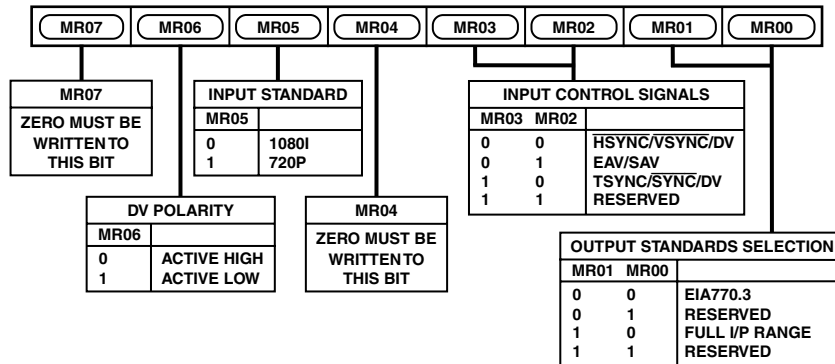 MR07 MR06 MR05 MR04 MR03 MR02 MR01 MR00
MR07
ZERO MUST BE
WRITTEN TO
THIS BIT
INPUT STANDARD
MR05
0 1080I
1 720P
INPUT CONTROL SIGNALS
MR03 MR02
0 0 HSYNC/VSYNC/DV
0 1 EAV/SAV
1 0 TSYNC/SYNC/DV
1 1 RESERVED
DV POLARITY
MR06
0 ACTIVE HIGH
1 ACTIVE LOW
MR04
ZERO MUST BE
WRITTEN TO
THIS BIT
OUTPUT STANDARDS SELECTION
MR01 MR00
0 0 EIA770.3
0 1 RESERVED
1 0 FULL I/P RANGE
1 1 RESERVED